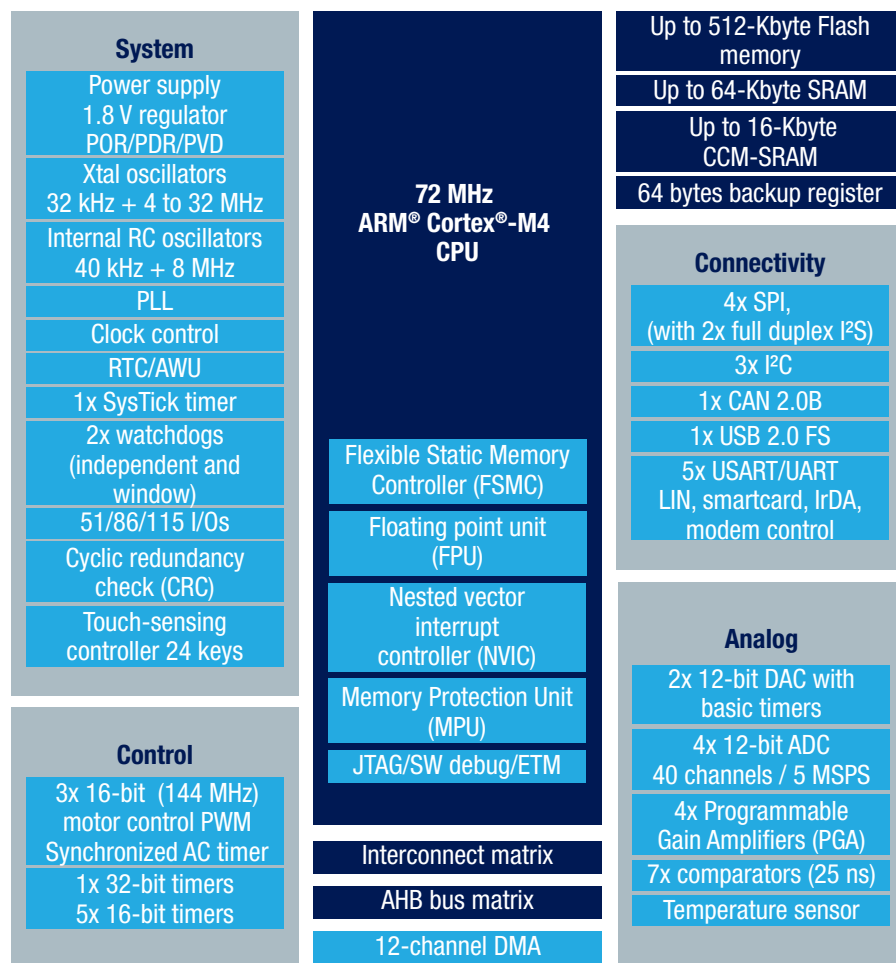 System
Power supply
1.8 V regulator
POR/PDR/PVD
Xtal oscillators
32 kHz + 4 to 32 MHz
Internal RC oscillators
40 kHz + 8 MHz
PLL
Clock control
RTC/AWU
1x SysTick timer
2x watchdogs
(independent and
window)
51/86/115 I/Os
Cyclic redundancy
check (CRC)
Touch-sensing
controller 24 keys
Control
3x 16-bit (144 MHz)
motor control PWM
Synchronized AC timer
1x 32-bit timers
5x 16-bit timers
72 MHz
ARM® Cortex®-M4
CPU
Flexible Static Memory
Controller (FSMC)
Floating point unit
(FPU)
Nested vector
interrupt
controller (NVIC)
Memory Protection Unit
(MPU)
JTAG/SW debug/ETM
Interconnect matrix
AHB bus matrix
12-channel DMA
Up to 512-Kbyte Flash
memory
Up to 64-Kbyte SRAM
Up to 16-Kbyte
CCM-SRAM
64 bytes backup register
Connectivity
4x SPI,
(with 2x full duplex I²S)
3x I²C
1x CAN 2.0B
1x USB 2.0 FS
5x USART/UART
LIN, smartcard, IrDA,
modem control
Analog
2x 12-bit DAC with
basic timers
4x 12-bit ADC
40 channels / 5 MSPS
4x Programmable
Gain Amplifiers (PGA)
7x comparators (25 ns)
Temperature sensor